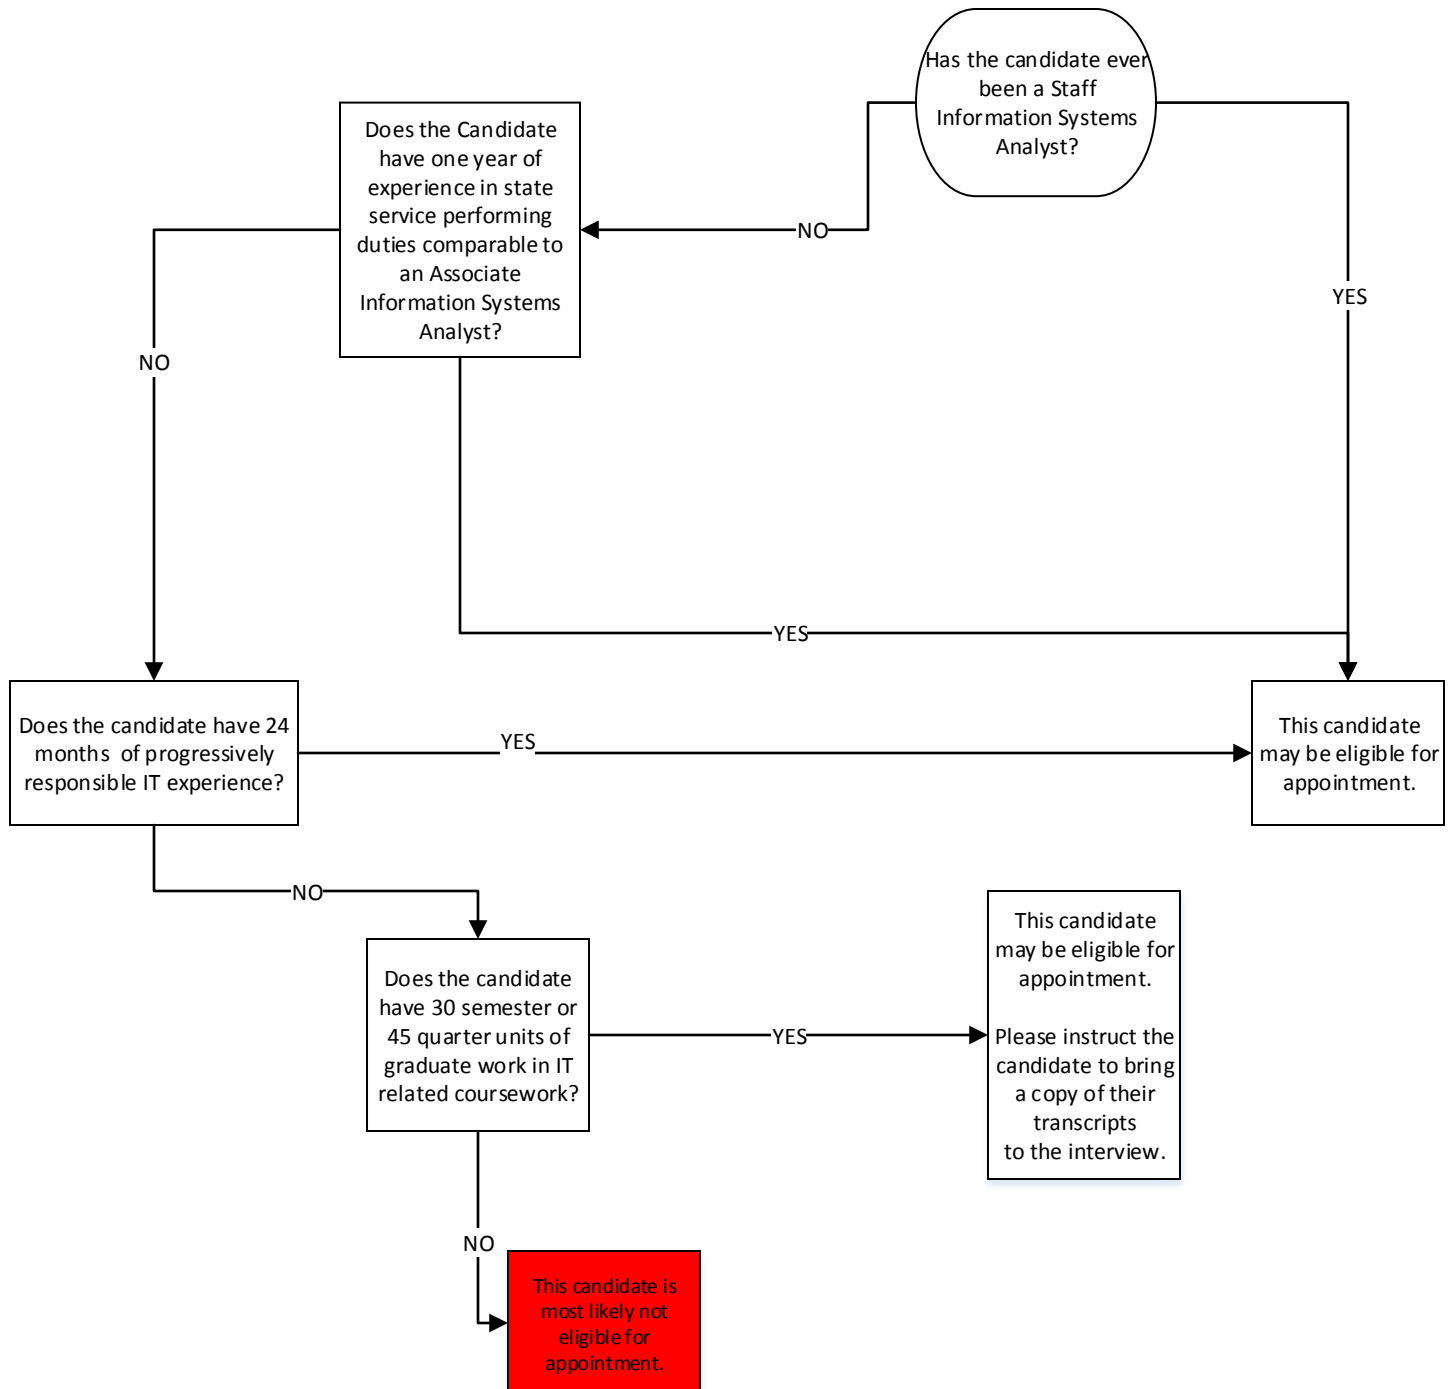 Has the candidate ever
been a Staff
Information Systems
Analyst?
Does the Candidate
have one year of
experience in state
service performing
duties comparable to
an Associate
Information Systems
Analyst?
NO
YES
NO
YES
Does the candidate have 24
months of progressively
responsible IT experience?
YES
This candidate
may be eligible for
appointment.
NO
Does the candidate
have 30 semester or
45 quarter units of
graduate work in IT
related coursework?
YES
This candidate
may be eligible for
appointment.
Please instruct the
candidate to bring
a copy of their
transcripts
to the interview.
NO
This candidate is
most likely not
eligible for
appointment.